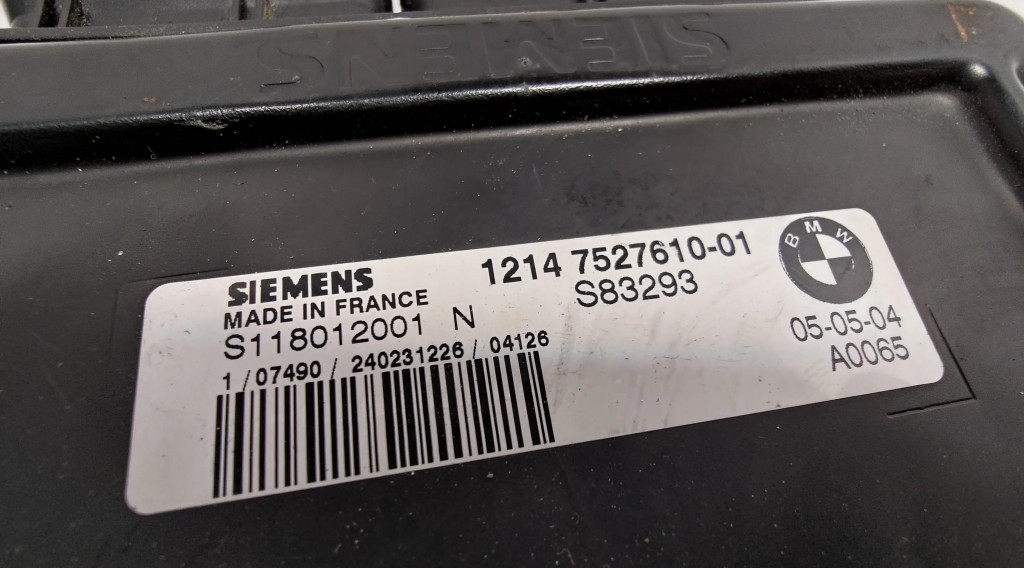 SIEMENS
SIEMENS
MADE IN FRANCE
S118012001 N
1 / 07490 / 240231226 / 04126
1214 7527610-01
S83293
BMW
05-05-04
A0065